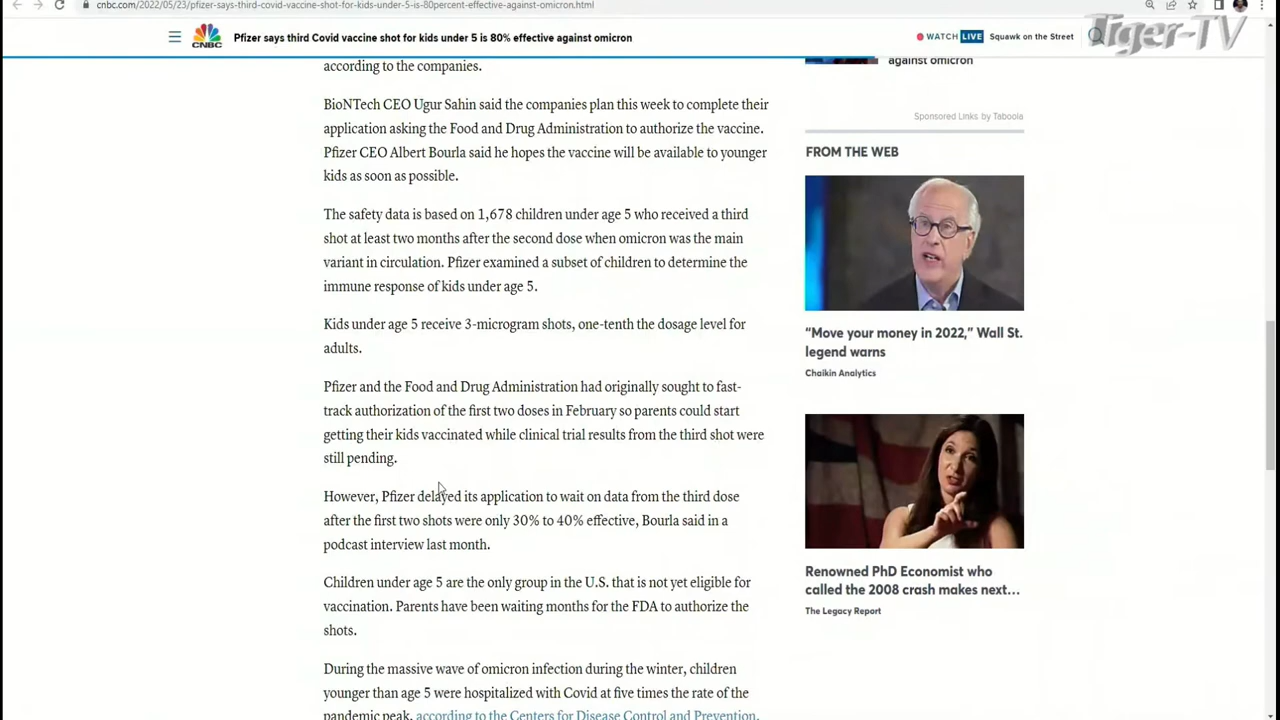 cnbc.com/2022/05/23/pfizer-says-third-covid-vaccine-shot-for-kids-under-5-is-80percent-effective-against-omicron.html
CNBC
Pfizer says third Covid vaccine shot for kids under 5 is 80% effective against omicron
WATCH LIVE Squawk on the Street
Tiger-TV
according to the companies.
BioNTech CEO Ugur Sahin said the companies plan this week to complete their
application asking the Food and Drug Administration to authorize the vaccine.
Pfizer CEO Albert Bourla said he hopes the vaccine will be available to younger
kids as soon as possible.
The safety data is based on 1,678 children under age 5 who received a third
shot at least two months after the second dose when omicron was the main
variant in circulation. Pfizer examined a subset of children to determine the
immune response of kids under age 5.
Kids under age 5 receive 3-microgram shots, one-tenth the dosage level for
adults.
Pfizer and the Food and Drug Administration had originally sought to fast-
track authorization of the first two doses in February so parents could start
getting their kids vaccinated while clinical trial results from the third shot were
still pending.
However, Pfizer delayed its application to wait on data from the third dose
after the first two shots were only 30% to 40% effective, Bourla said in a
podcast interview last month.
Children under age 5 are the only group in the U.S. that is not yet eligible for
vaccination. Parents have been waiting months for the FDA to authorize the
shots.
During the massive wave of omicron infection during the winter, children
younger than age 5 were hospitalized with Covid at five times the rate of the
pandemic peak, according to the Centers for Disease Control and Prevention.
against omicron
Sponsored Links by Taboola
FROM THE WEB
“Move your money in 2022,” Wall St.
legend warns
Chaikin Analytics
Renowned PhD Economist who
called the 2008 crash makes next…
The Legacy Report